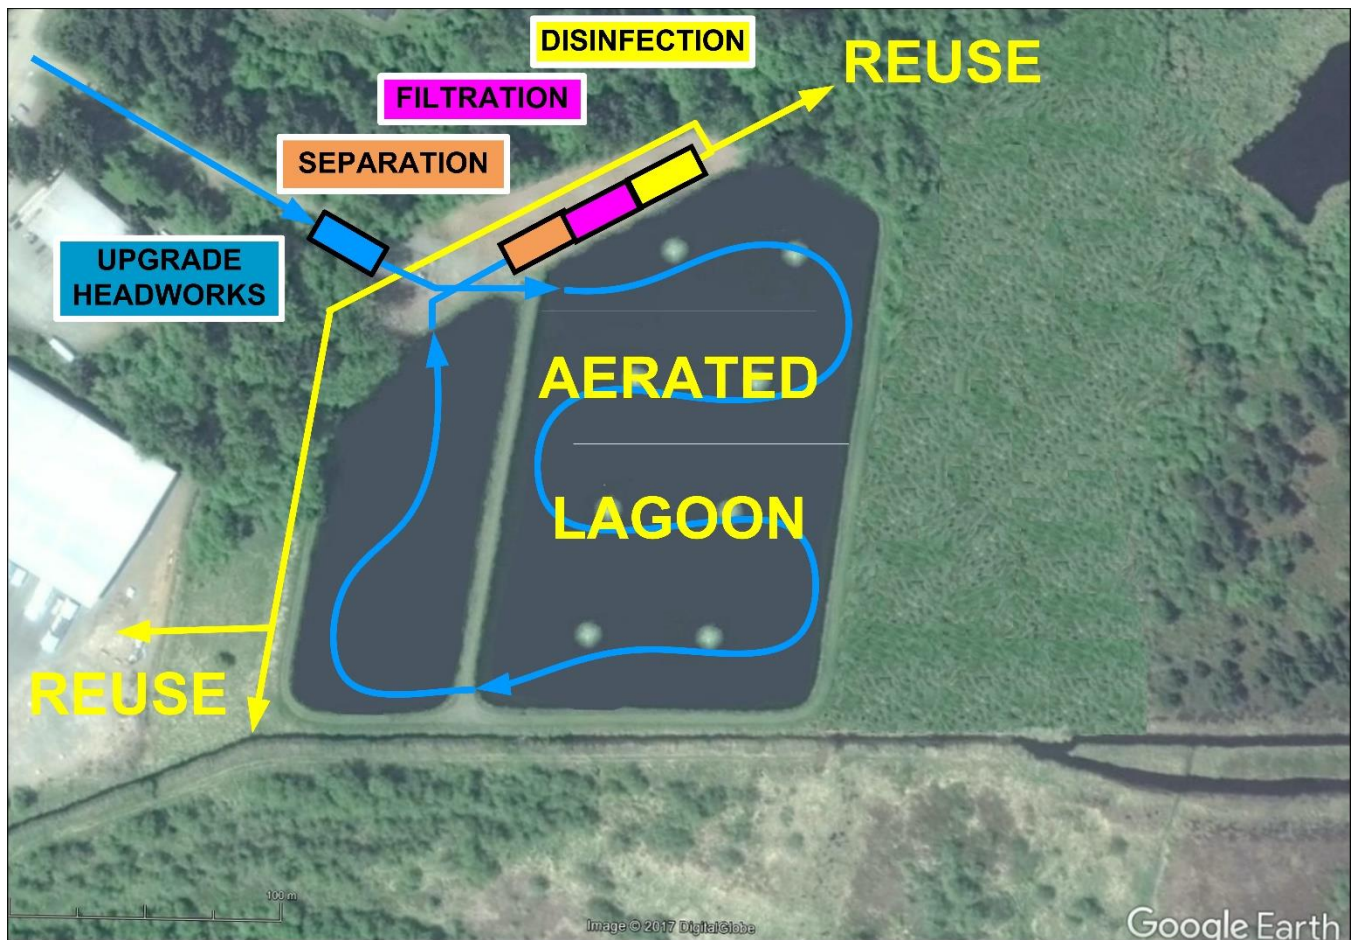 DISINFECTION
REUSE
FILTRATION
SEPARATION
UPGRADE
HEADWORKS
AERATED
LAGOON
REUSE
100 m
Image © 2017 DigitalGlobe
Google Earth